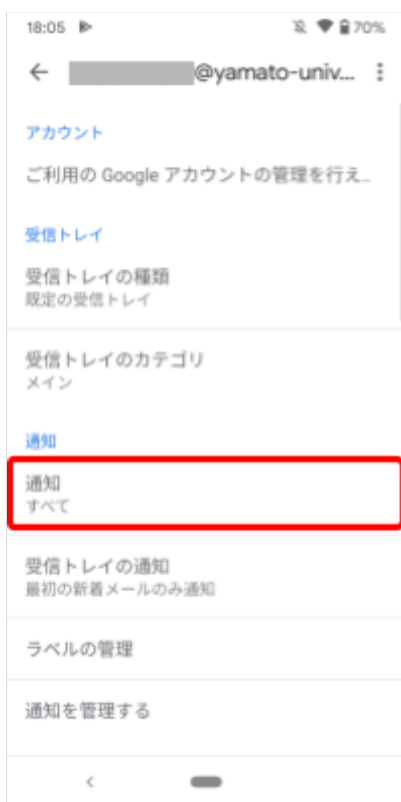 18:05 70%
@yamato-univ...
アカウント
ご利用の Google アカウントの管理を行え...
受信トレイ
受信トレイの種類
既定の受信トレイ
受信トレイのカテゴリ
メイン
通知
通知
すべて
受信トレイの通知
最初の新着メールのみ通知
ラベルの管理
通知を管理する